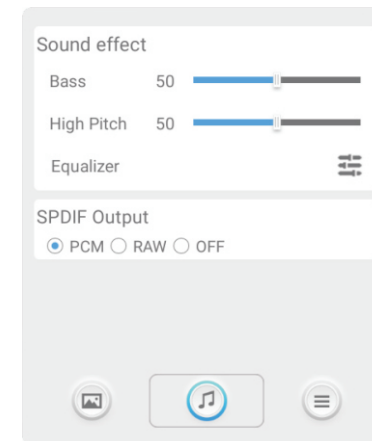 Sound effect
Bass 50
High Pitch 50
Equalizer
SPDIF Output
PCM RAW OFF